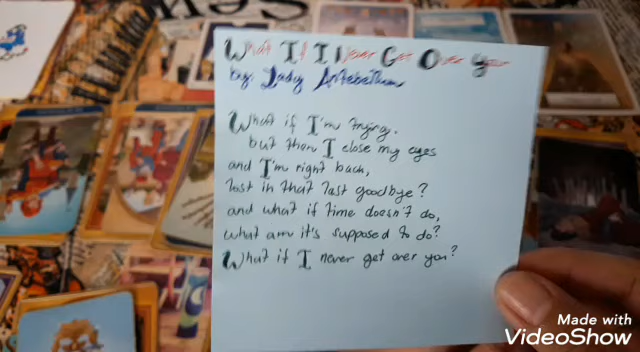 What If I Never Get Over You
by Lady Antebellum
What if I'm trying,
but then I close my eyes
and I'm right back,
lost in that last goodbye?
and what if time doesn't do,
what am it's supposed to do?
What if I never get over you?
Made with
VideoShow